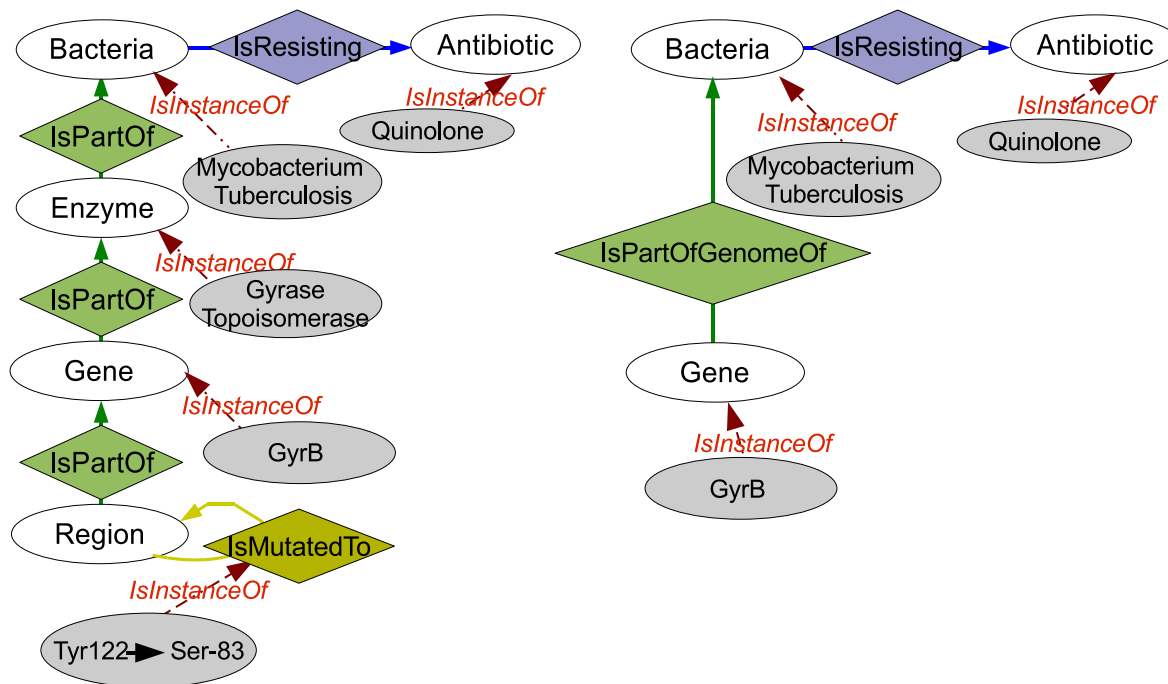 Bacteria
IsResisting
Antibiotic
IsInstanceOf
IsInstanceOf
Quinolone
IsPartOf
Mycobacterium
Tuberculosis
Enzyme
IsInstanceOf
Gyrase
Topoisomerase
IsPartOf
Gene
IsInstanceOf
GyrB
IsPartOf
Region
IsMutatedTo
IsInstanceOf
Tyr122
Ser-83
Bacteria
IsResisting
Antibiotic
IsInstanceOf
IsInstanceOf
Quinolone
Mycobacterium
Tuberculosis
IsPartOfGenomeOf
Gene
IsInstanceOf
GyrB